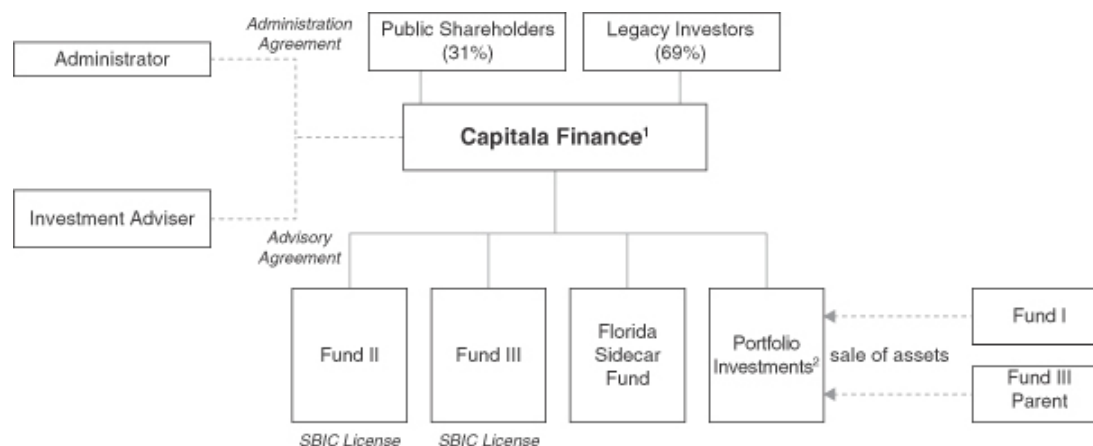 Administration
Agreement
Public Shareholders
(31%)
Legacy Investors
(69%)
Administrator
Capitala Finance¹
Investment Adviser
Advisory
Agreement
Fund II
Fund III
Florida
Sidecar
Fund
Portfolio
Investments²
sale of assets
Fund I
Fund III
Parent
SBIC License
SBIC License